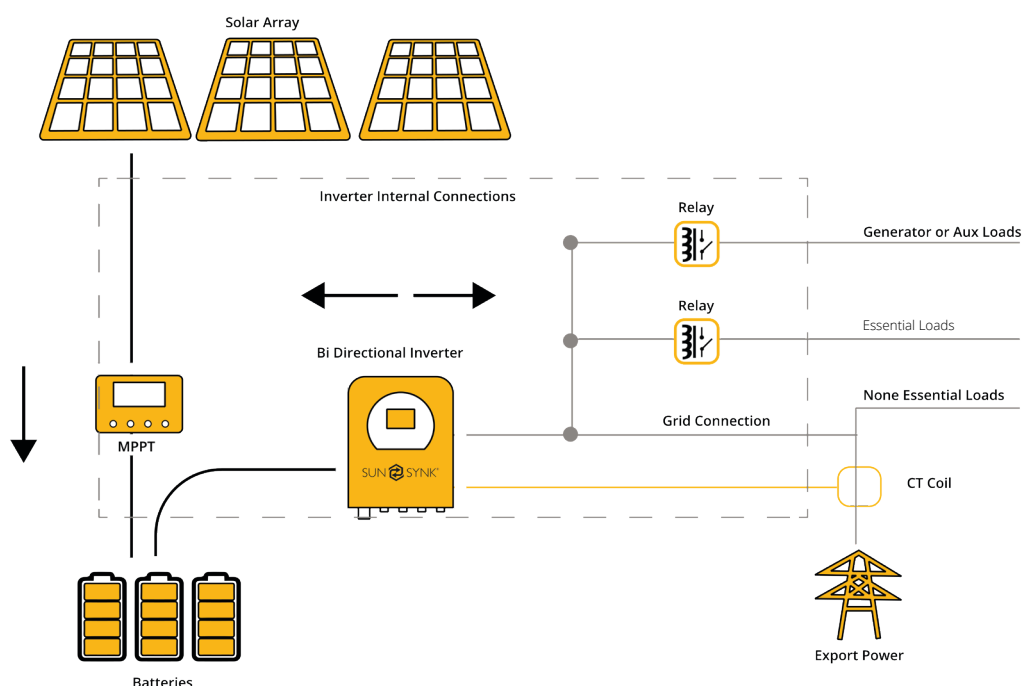 Solar Array
Inverter Internal Connections
Relay
Generator or Aux Loads
Relay
Essential Loads
Bi Directional Inverter
None Essential Loads
Grid Connection
MPPT
SUN SYNK
CT Coil
Export Power
Batteries